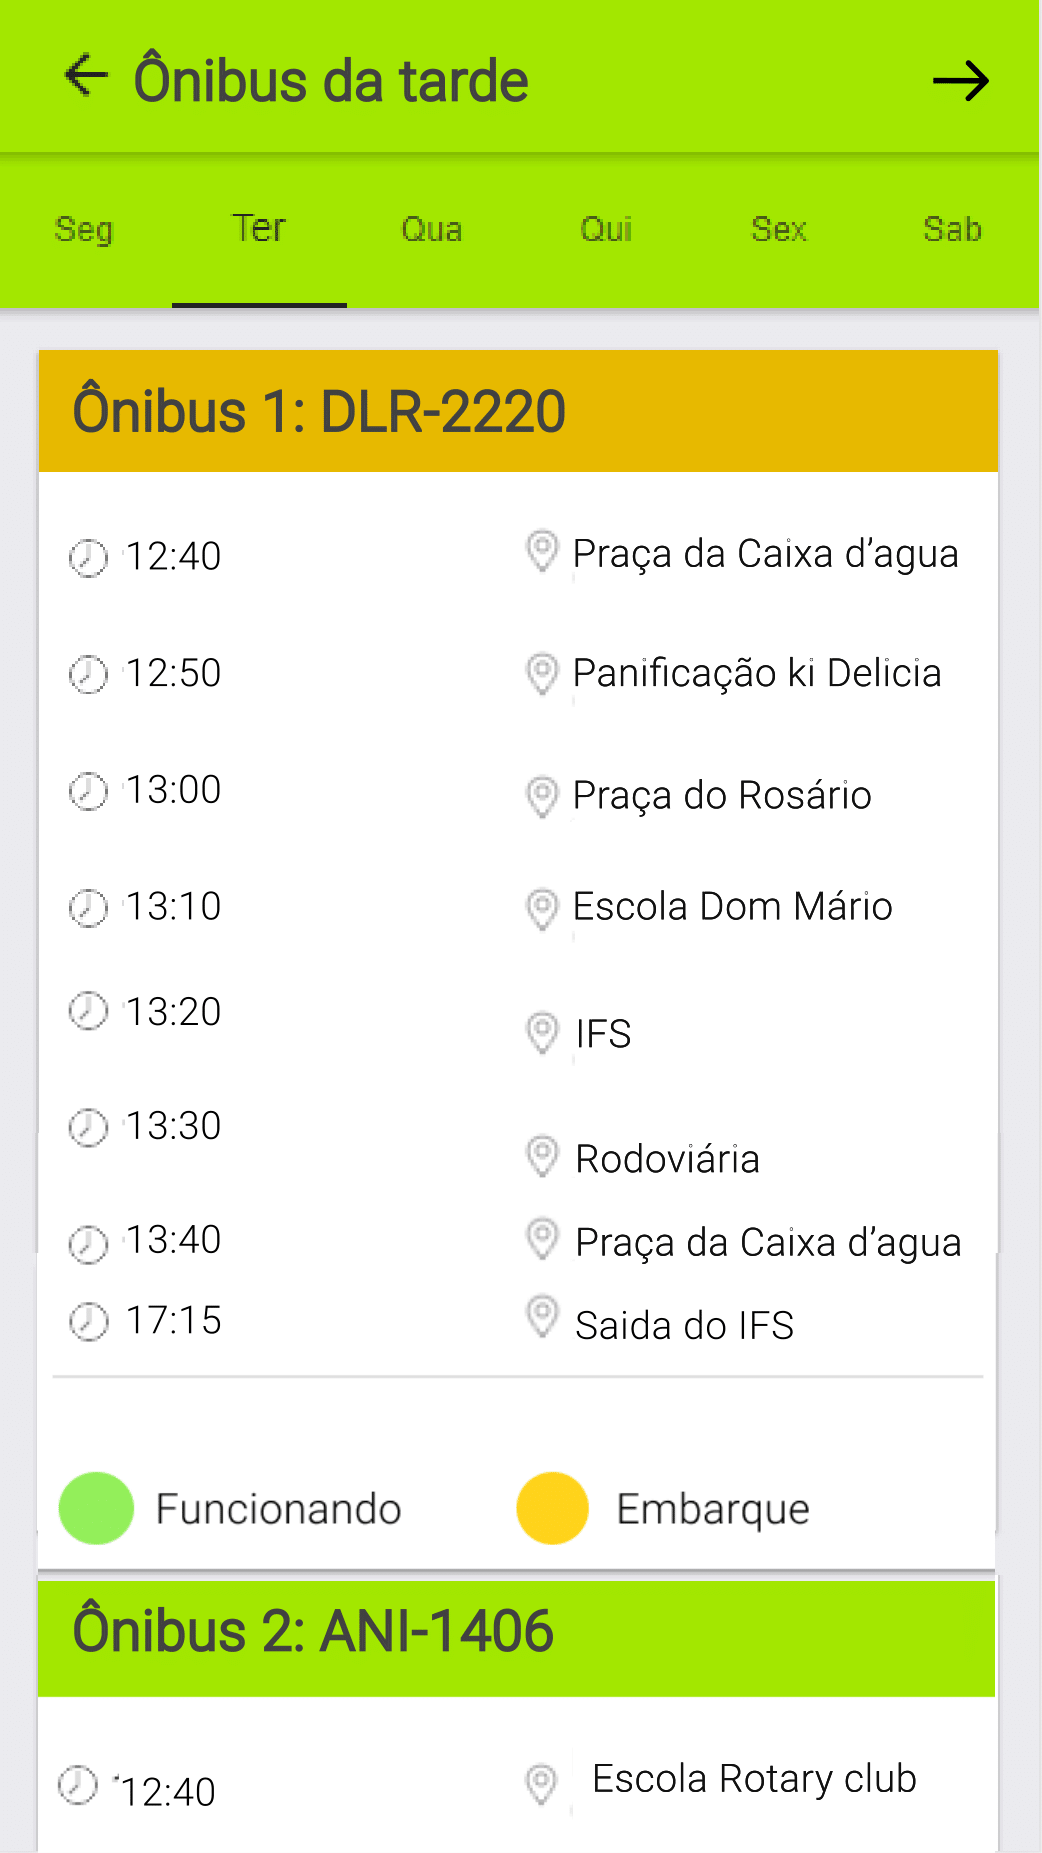 Ônibus da tarde
Seg Ter Qua Qui Sex Sab
Ônibus 1: DLR-2220
12:40 Praça da Caixa d’agua
12:50 Panificação ki Delicia
13:00 Praça do Rosário
13:10 Escola Dom Mário
13:20 IFS
13:30 Rodoviária
13:40 Praça da Caixa d’agua
17:15 Saida do IFS
Funcionando Embarque
Ônibus 2: ANI-1406
12:40 Escola Rotary club